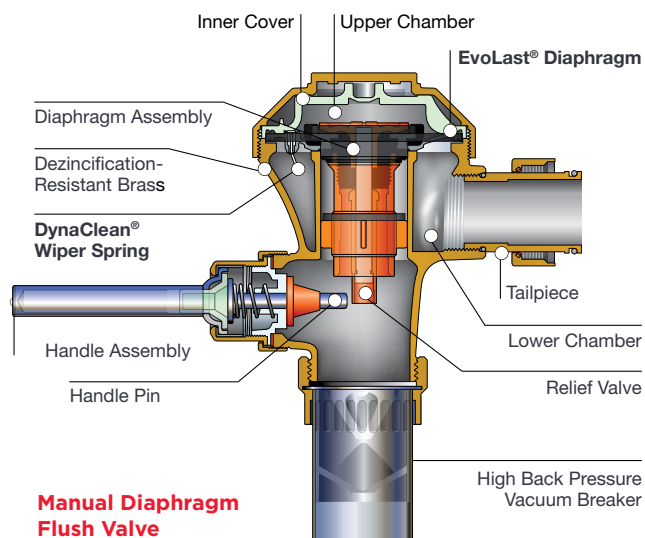 Inner Cover
Upper Chamber
EvoLast® Diaphragm
Diaphragm Assembly
Dezincification-
Resistant Brass
DynaClean®
Wiper Spring
Tailpiece
Handle Assembly
Lower Chamber
Handle Pin
Relief Valve
High Back Pressure
Vacuum Breaker
Manual Diaphragm
Flush Valve